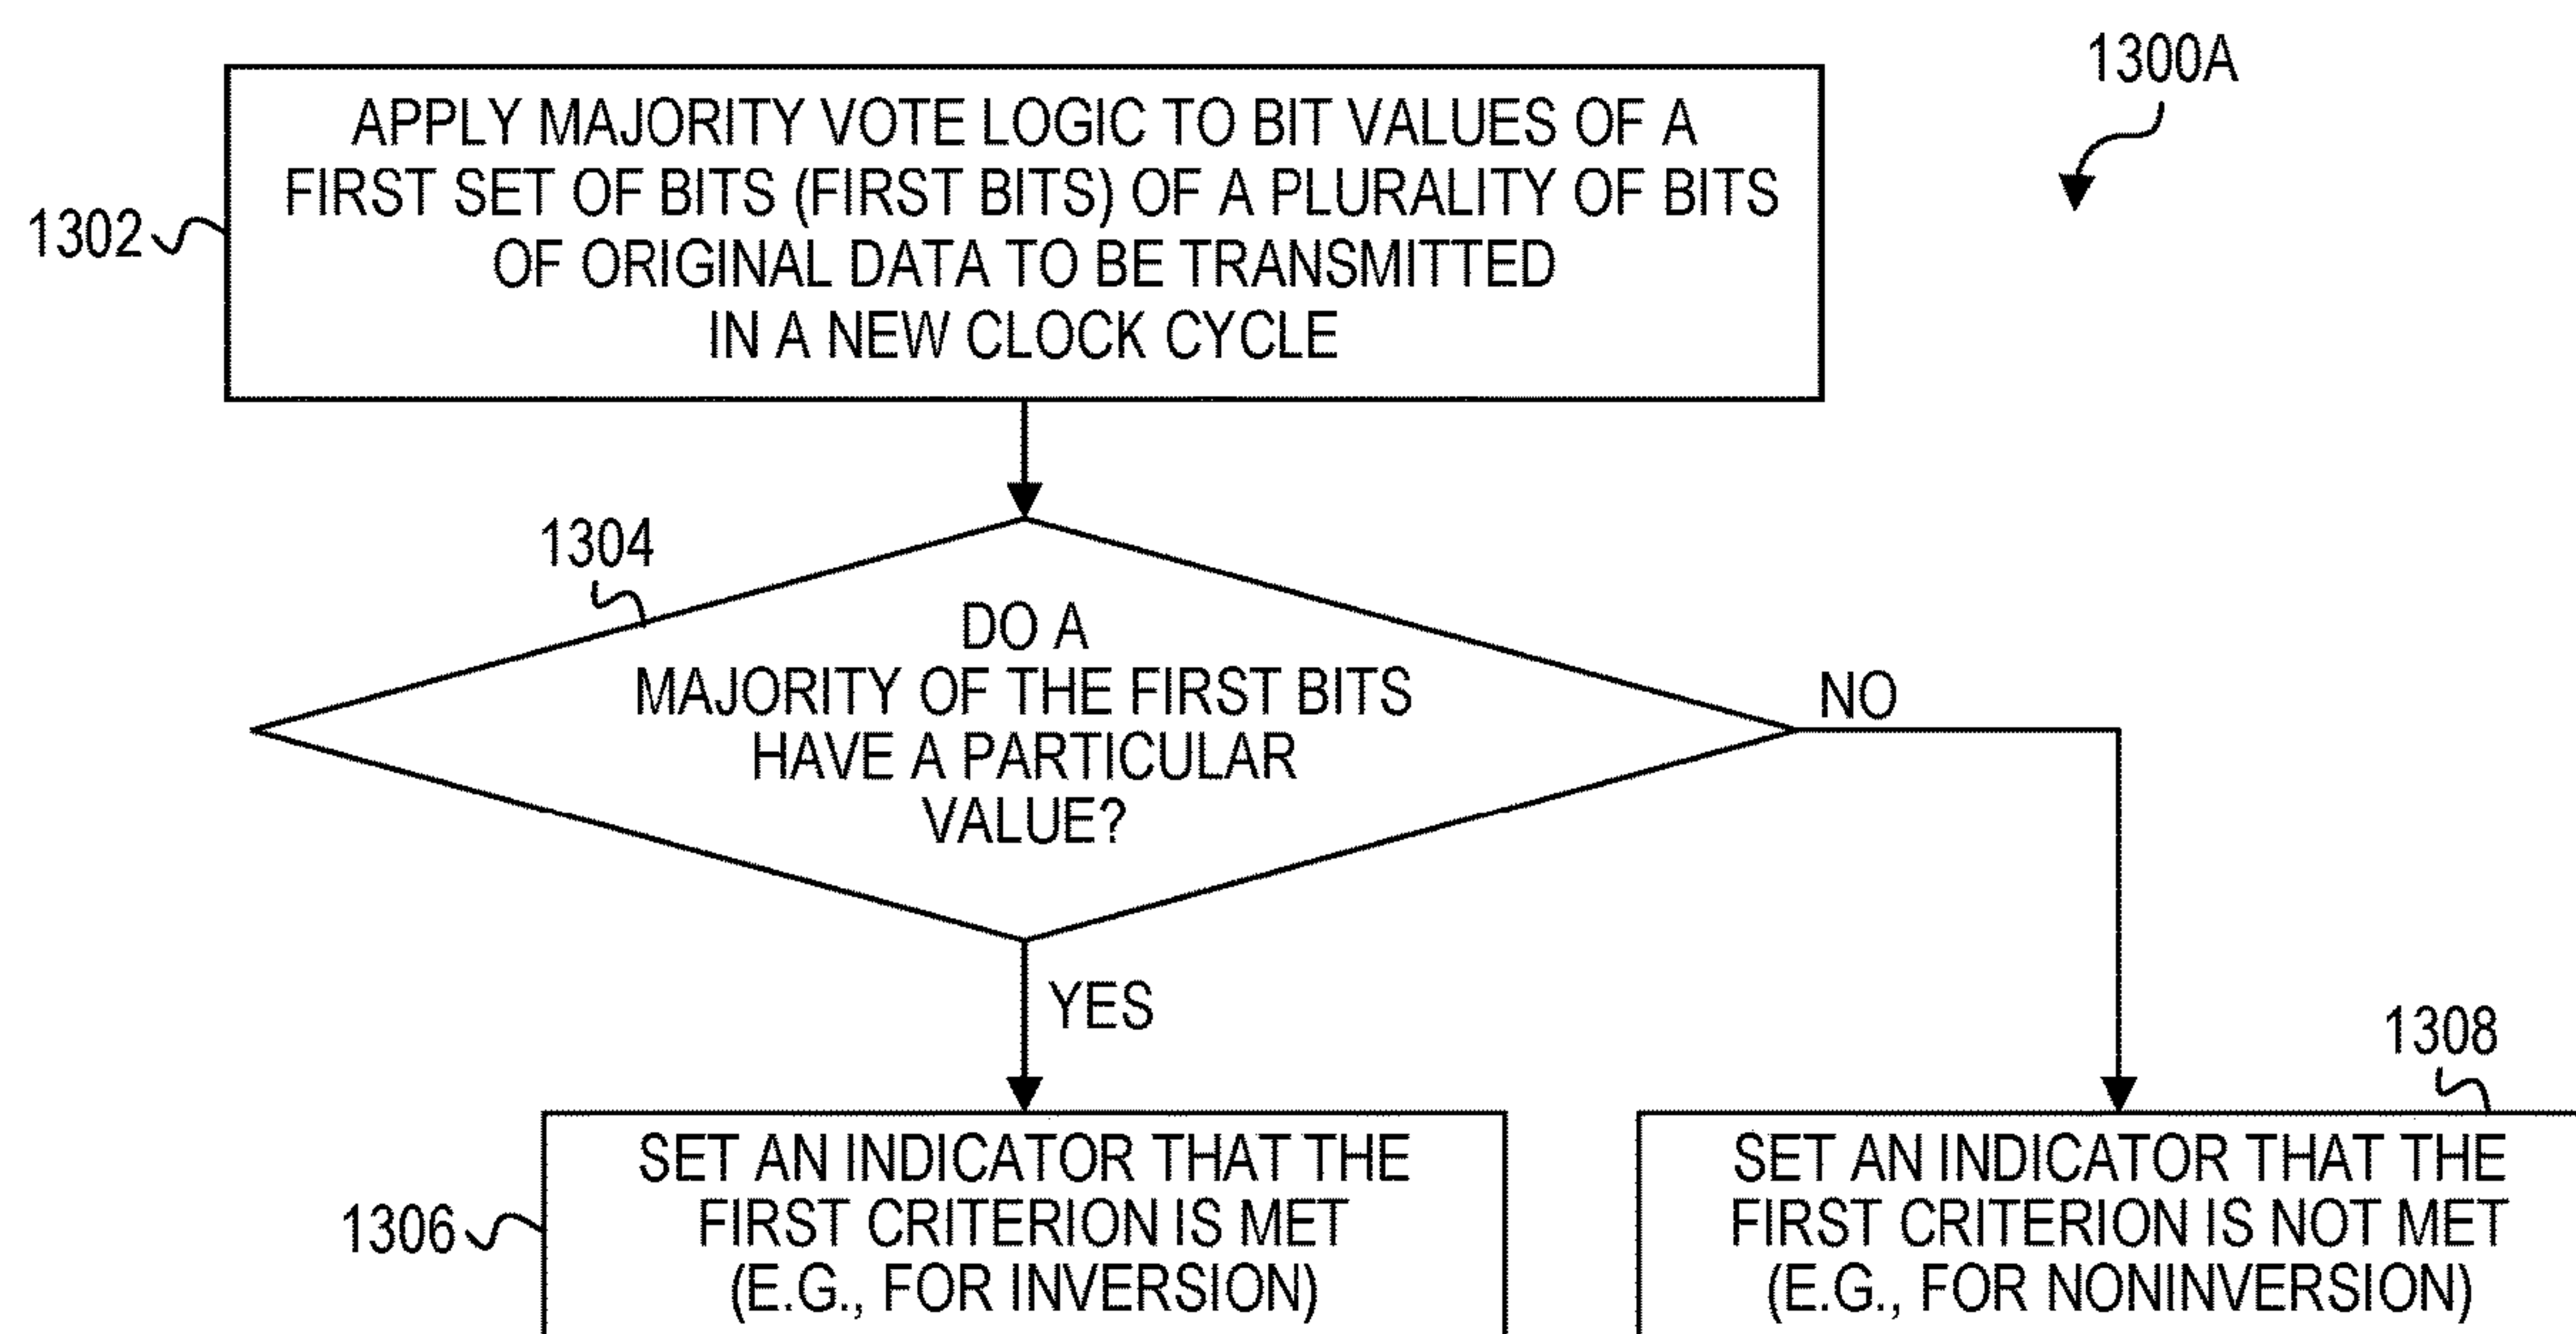 1300A
APPLY MAJORITY VOTE LOGIC TO BIT VALUES OF A
FIRST SET OF BITS (FIRST BITS) OF A PLURALITY OF BITS
OF ORIGINAL DATA TO BE TRANSMITTED
IN A NEW CLOCK CYCLE
1302
1304
DO A
MAJORITY OF THE FIRST BITS
HAVE A PARTICULAR
VALUE?
NO
YES
1306
SET AN INDICATOR THAT THE
FIRST CRITERION IS MET
(E.G., FOR INVERSION)
1308
SET AN INDICATOR THAT THE
FIRST CRITERION IS NOT MET
(E.G., FOR NONINVERSION)